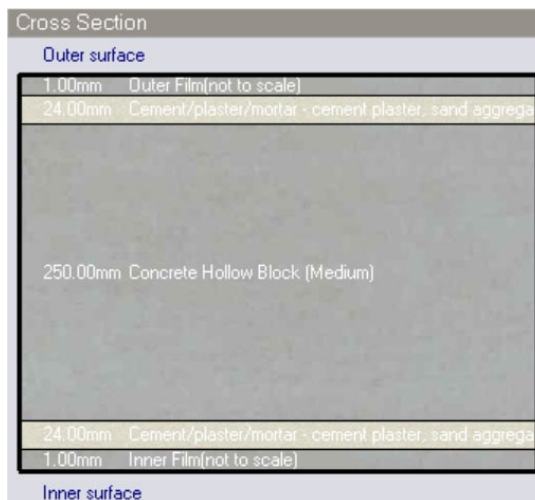 Cross Section
Outer surface
1.00mm Outer Film(not to scale)
24.00mm Cement/plaster/mortar - cement plaster, sand aggrega
250.00mm Concrete Hollow Block (Medium)
24.00mm Cement/plaster/mortar - cement plaster, sand aggrega
1.00mm Inner Film(not to scale)
Inner surface